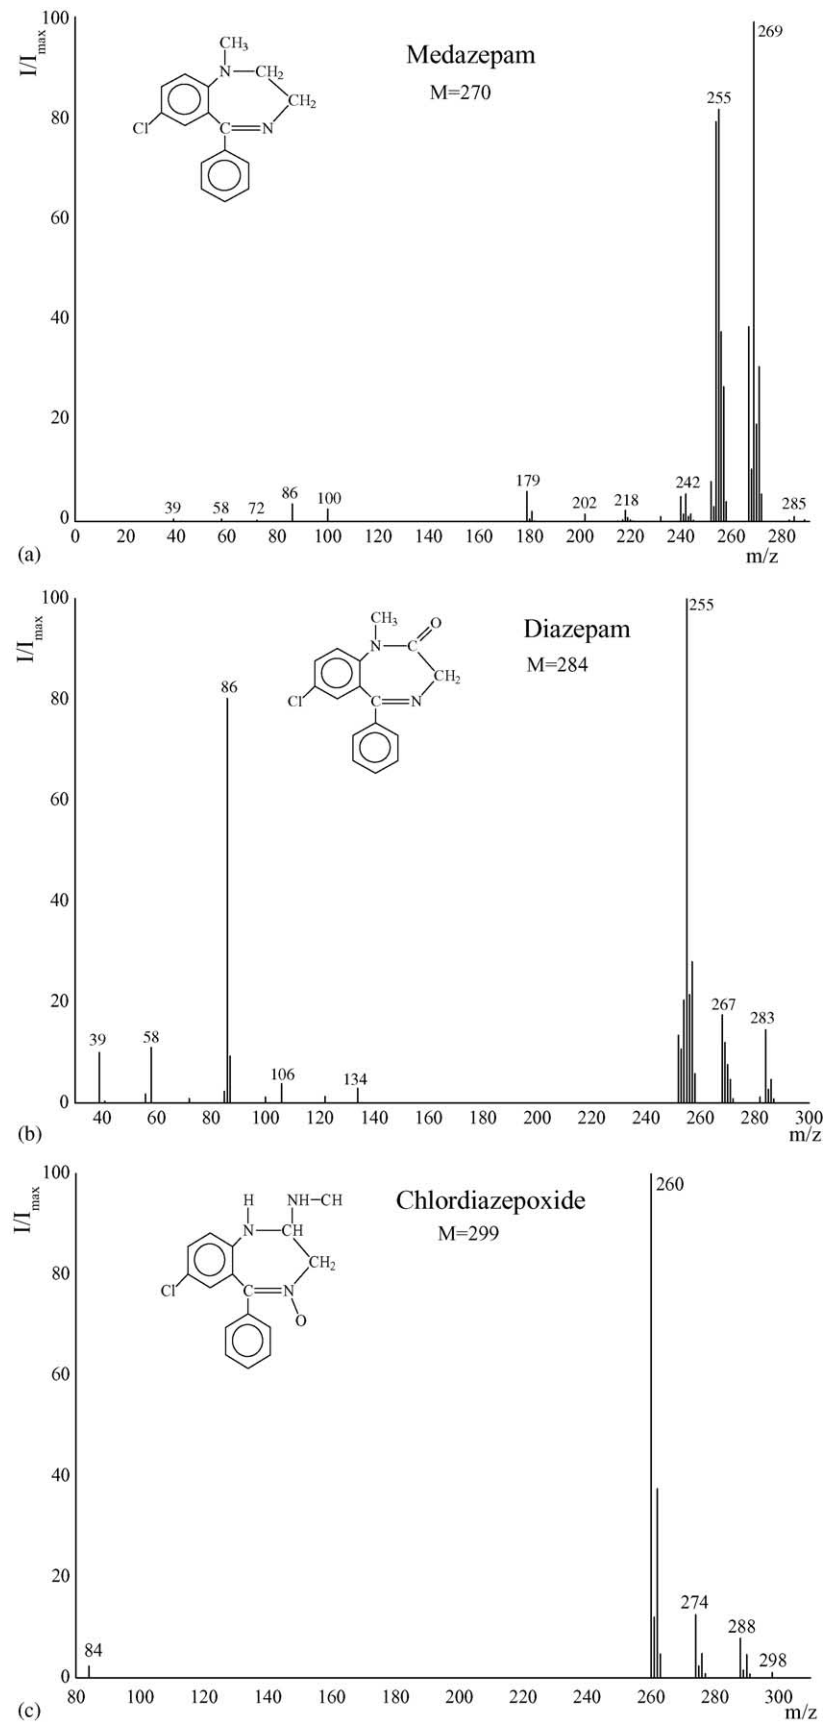 100
80
60
40
20
0
I/Imax
CH₃
N
CH₂
CH₂
Cl
C
N
Medazepam
M=270
269
255
39
58
72
86
100
179
202
218
242
285
0 20 40 60 80 100 120 140 160 180 200 220 240 260 280
m/z
(a)
100
80
60
40
20
0
I/Imax
CH₃
O
N
C
CH₂
Cl
C
N
Diazepam
M=284
255
86
39
58
106
134
267
283
40 60 80 100 120 140 160 180 200 220 240 260 280 300
m/z
(b)
100
80
60
40
20
0
I/Imax
H
NH–CH
N
CH
CH₂
Cl
C
N
O
Chlordiazepoxide
M=299
260
84
274
288
298
80 100 120 140 160 180 200 220 240 260 280 300
m/z
(c)